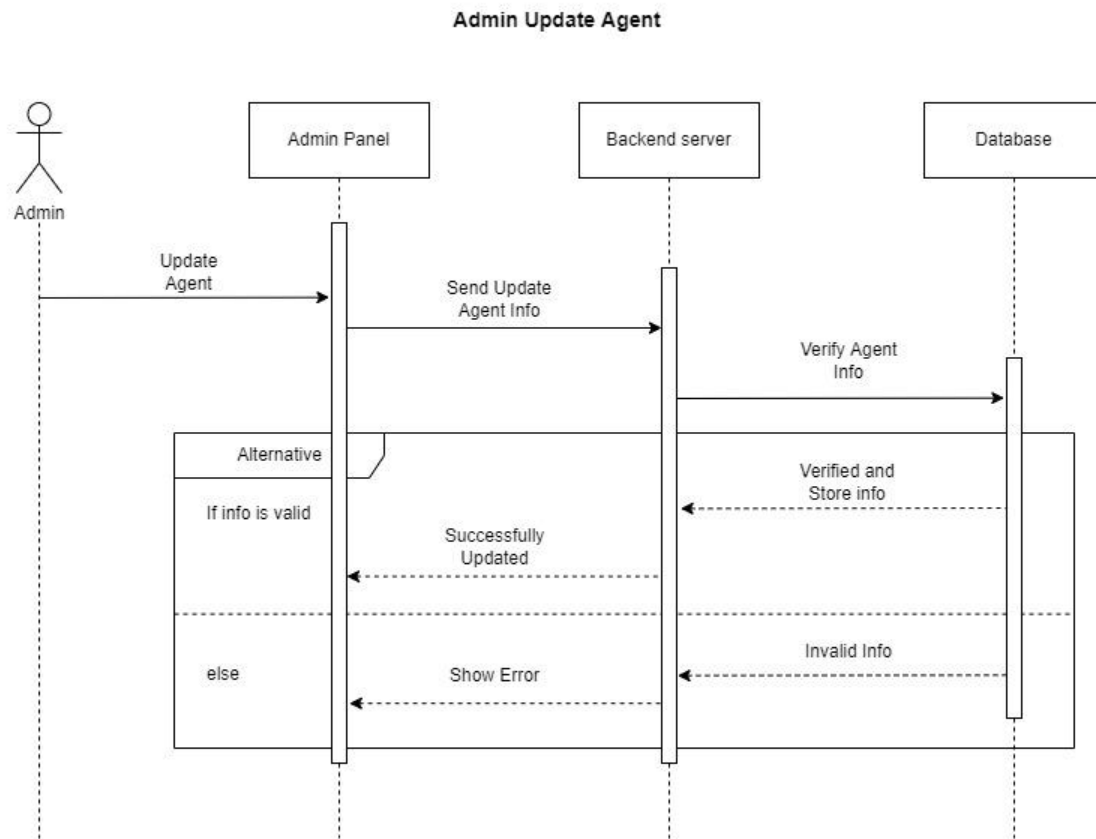 Admin Update Agent
Admin Panel
Backend server
Database
Admin
Update
Agent
Send Update
Agent Info
Verify Agent
Info
Alternative
Verified and
Store info
If info is valid
Successfully
Updated
Invalid Info
else
Show Error